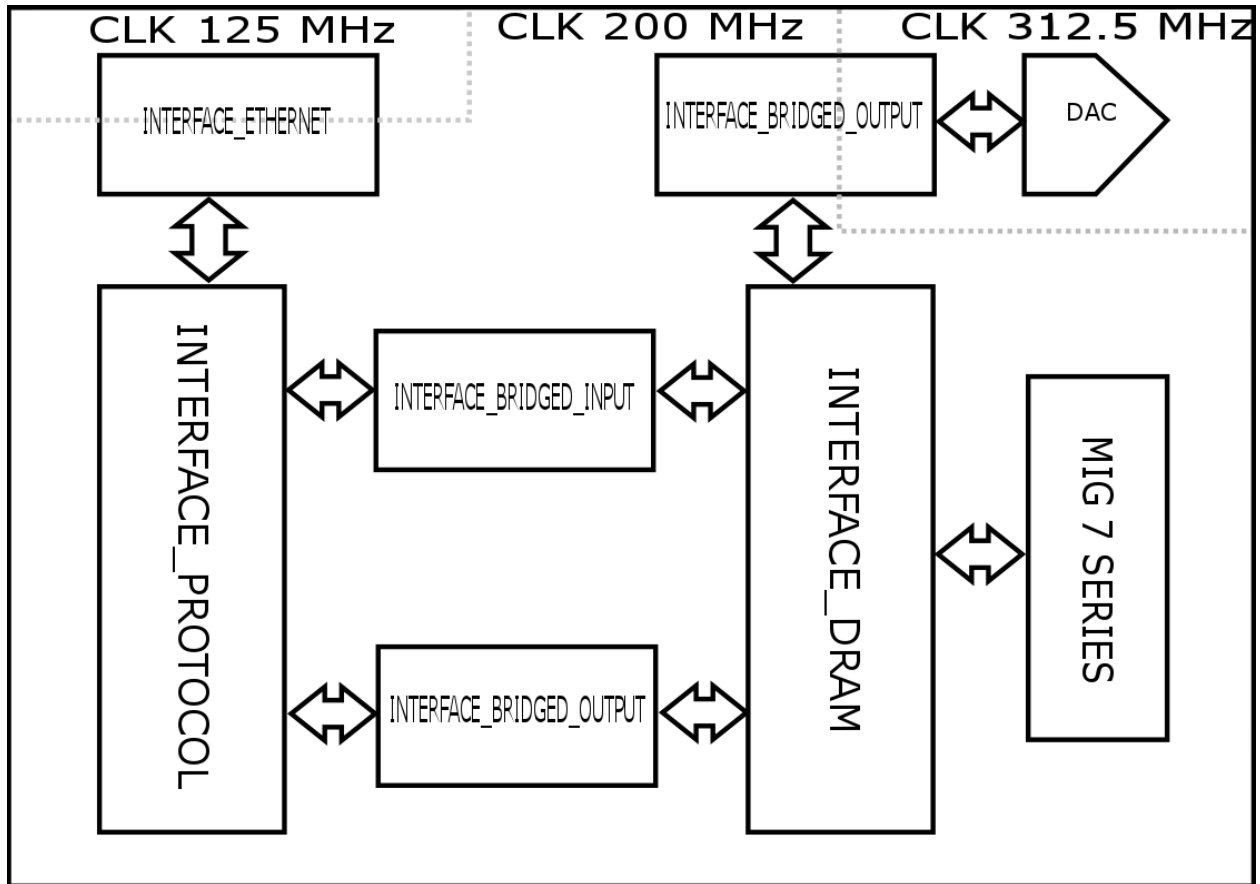 CLK 125 MHz
CLK 200 MHz
CLK 312.5 MHz
INTERFACE_ETHERNET
INTERFACE_BRIDGED_OUTPUT
DAC
INTERFACE_PROTOCOL
INTERFACE_BRIDGED_INPUT
INTERFACE_DRAM
MIG 7 SERIES
INTERFACE_BRIDGED_OUTPUT